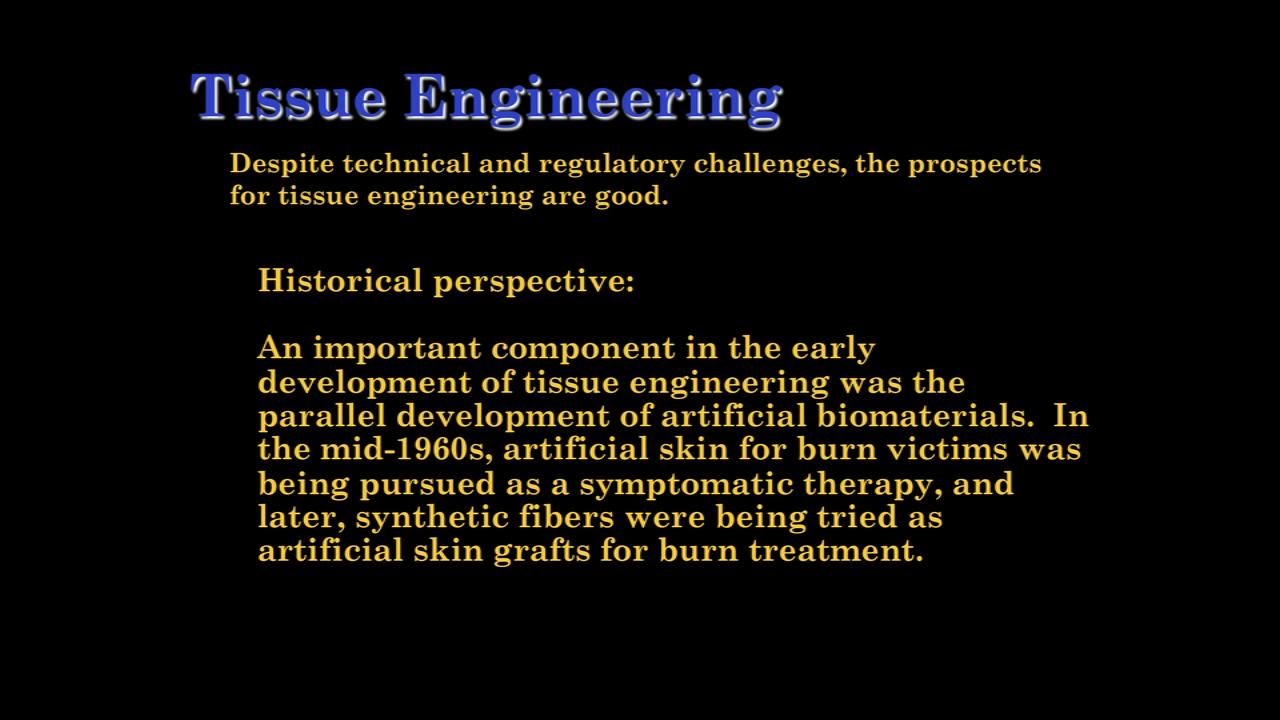 Tissue Engineering
Despite technical and regulatory challenges, the prospects
for tissue engineering are good.
Historical perspective:
An important component in the early
development of tissue engineering was the
parallel development of artificial biomaterials.  In
the mid-1960s, artificial skin for burn victims was
being pursued as a symptomatic therapy, and
later, synthetic fibers were being tried as
artificial skin grafts for burn treatment.